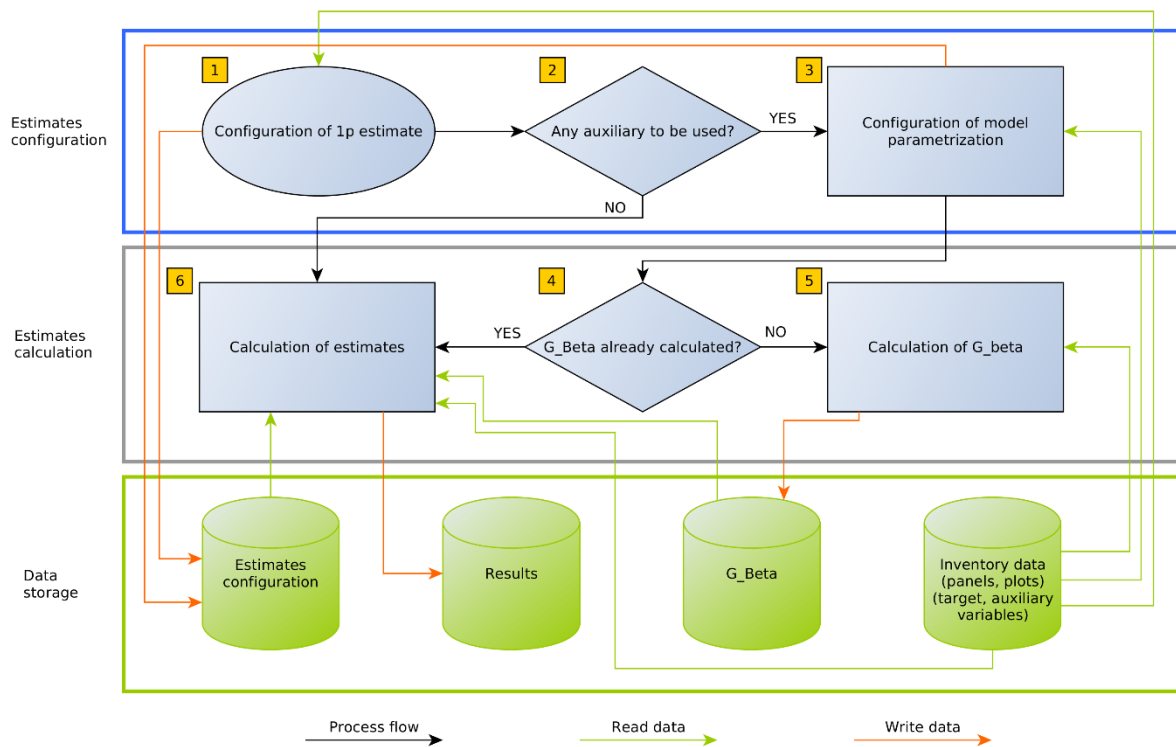 1
2
3
Estimates
configuration
Configuration of 1p estimate
Any auxiliary to be used?
YES
Configuration of model
parametrization
NO
6
4
5
Estimates
calculation
Calculation of estimates
YES
G_Beta already calculated?
NO
Calculation of G_beta
Data
storage
Estimates
configuration
Results
G_Beta
Inventory data
(panels, plots)
(target, auxiliary
variables)
Process flow
Read data
Write data